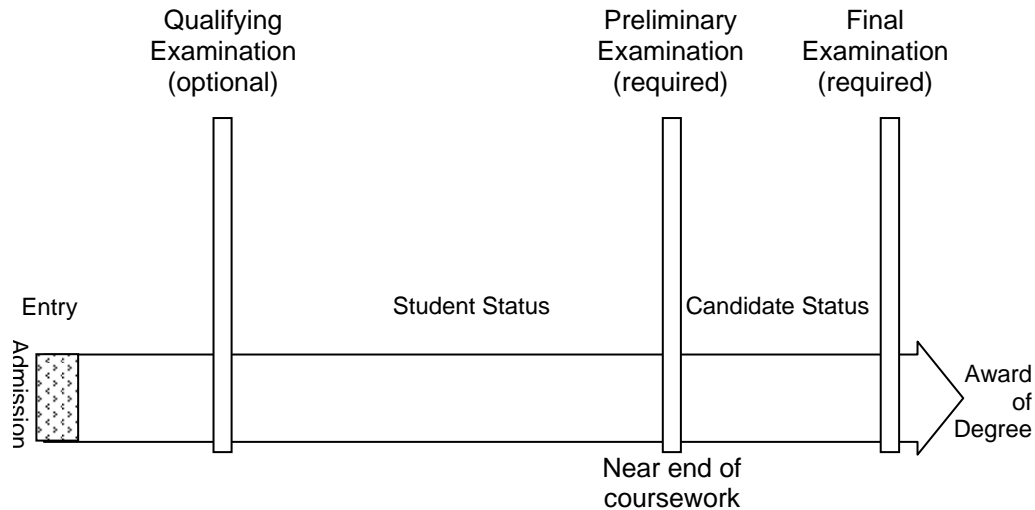 Qualifying
Examination
(optional)
Preliminary
Examination
(required)
Final
Examination
(required)
Entry
Student Status
Candidate Status
Admission
Award
of
Degree
Near end of
coursework